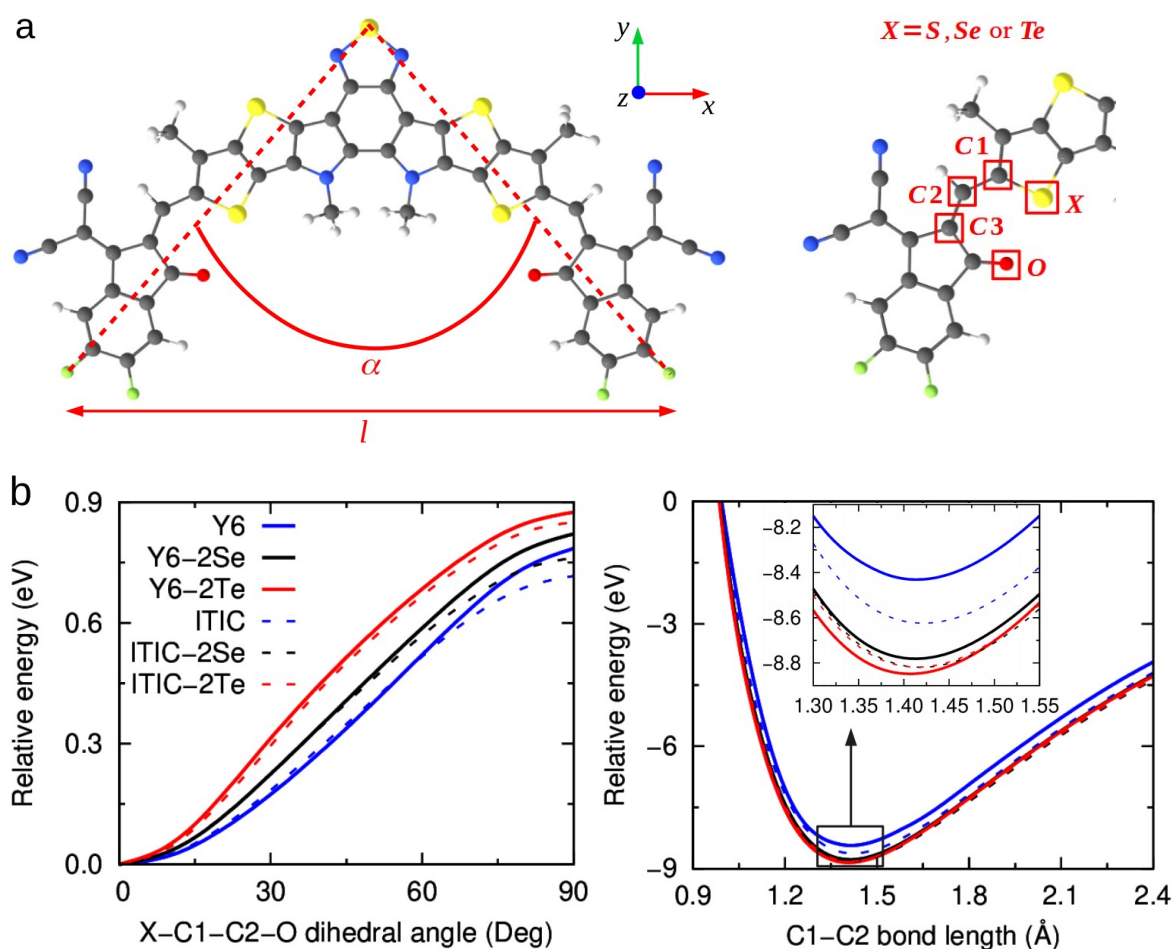 a
y
z
x
X=S,Se or Te
C1
C2
X
C3
O
α
l
b
0.9
0.6
0.3
0.0
Relative energy (eV)
Y6
Y6−2Se
Y6−2Te
ITIC
ITIC−2Se
ITIC−2Te
0 30 60 90
X−C1−C2−O dihedral angle (Deg)
0
−3
−6
−9
Relative energy (eV)
−8.2
−8.4
−8.6
−8.8
1.30 1.35 1.40 1.45 1.50 1.55
0.9 1.2 1.5 1.8 2.1 2.4
C1−C2 bond length (Å)